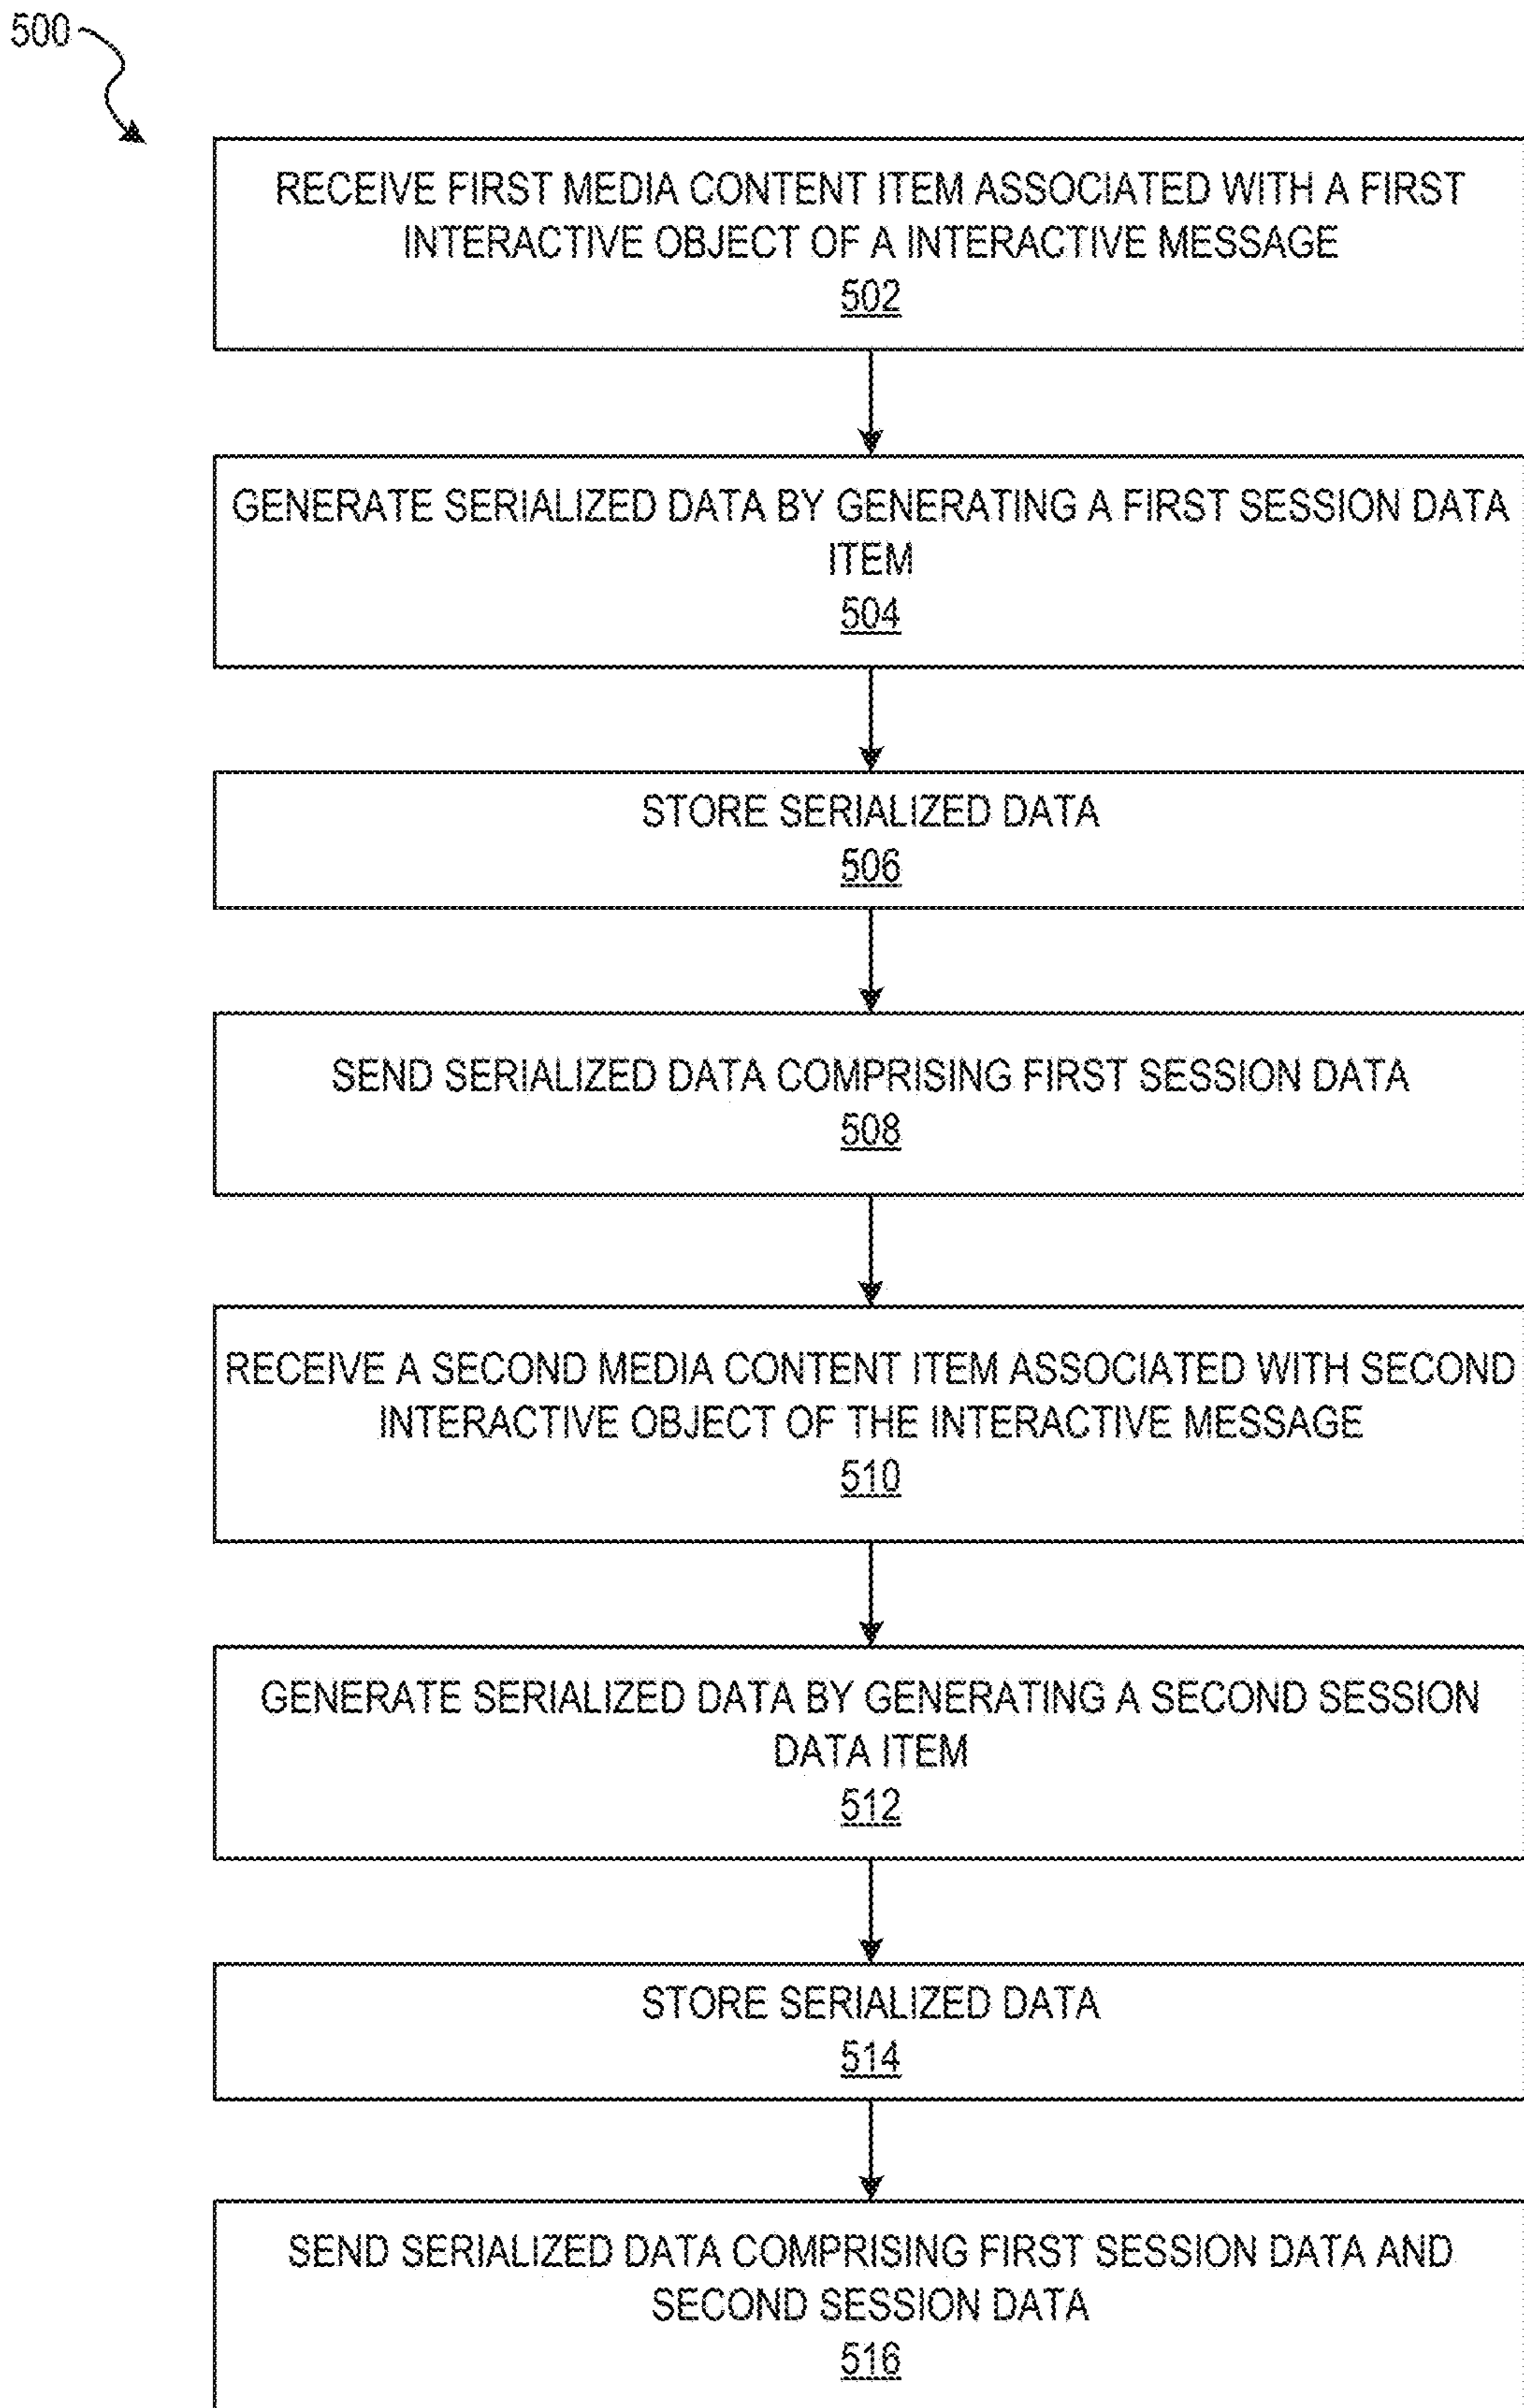 500
RECEIVE FIRST MEDIA CONTENT ITEM ASSOCIATED WITH A FIRST
INTERACTIVE OBJECT OF A INTERACTIVE MESSAGE
502
GENERATE SERIALIZED DATA BY GENERATING A FIRST SESSION DATA
ITEM
504
STORE SERIALIZED DATA
506
SEND SERIALIZED DATA COMPRISING FIRST SESSION DATA
508
RECEIVE A SECOND MEDIA CONTENT ITEM ASSOCIATED WITH SECOND
INTERACTIVE OBJECT OF THE INTERACTIVE MESSAGE
510
GENERATE SERIALIZED DATA BY GENERATING A SECOND SESSION
DATA ITEM
512
STORE SERIALIZED DATA
514
SEND SERIALIZED DATA COMPRISING FIRST SESSION DATA AND
SECOND SESSION DATA
516